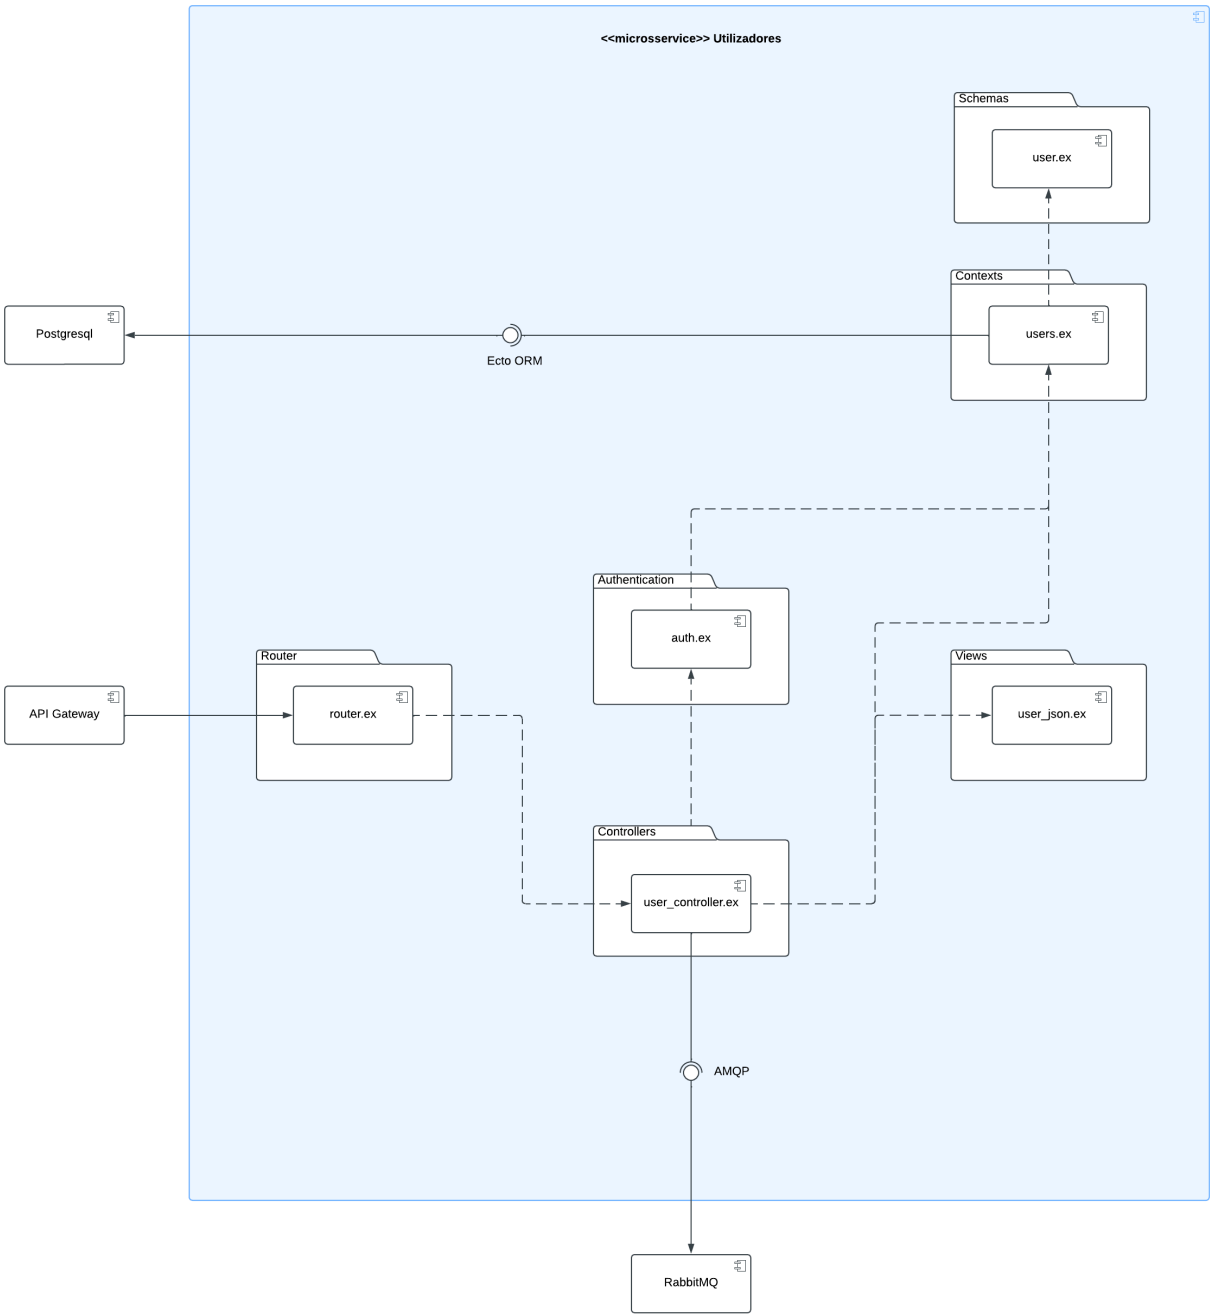 <<microsservice>> Utilizadores
Schemas
user.ex
Contexts
users.ex
Postgresql
Ecto ORM
Authentication
auth.ex
Router
router.ex
API Gateway
Views
user_json.ex
Controllers
user_controller.ex
AMQP
RabbitMQ